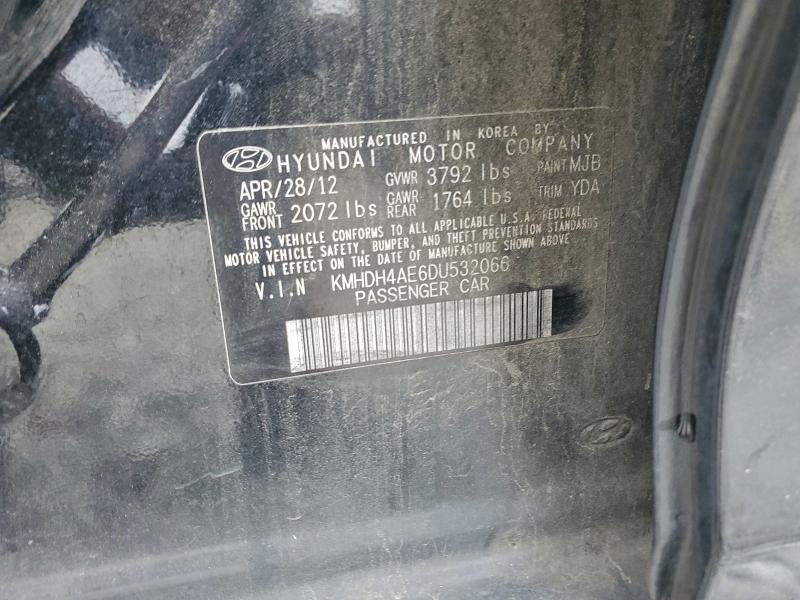 MANUFACTURED IN KOREA BY
HYUNDAI MOTOR COMPANY
APR/28/12 GVWR 3792 lbs PAINT MJB
GAWR FRONT 2072 lbs GAWR REAR 1764 lbs TRIM YDA
THIS VEHICLE CONFORMS TO ALL APPLICABLE U.S.A. FEDERAL
MOTOR VEHICLE SAFETY, BUMPER, AND THEFT PREVENTION STANDARDS
IN EFFECT ON THE DATE OF MANUFACTURE SHOWN ABOVE
V.I.N KMHDH4AE6DU532066
PASSENGER CAR